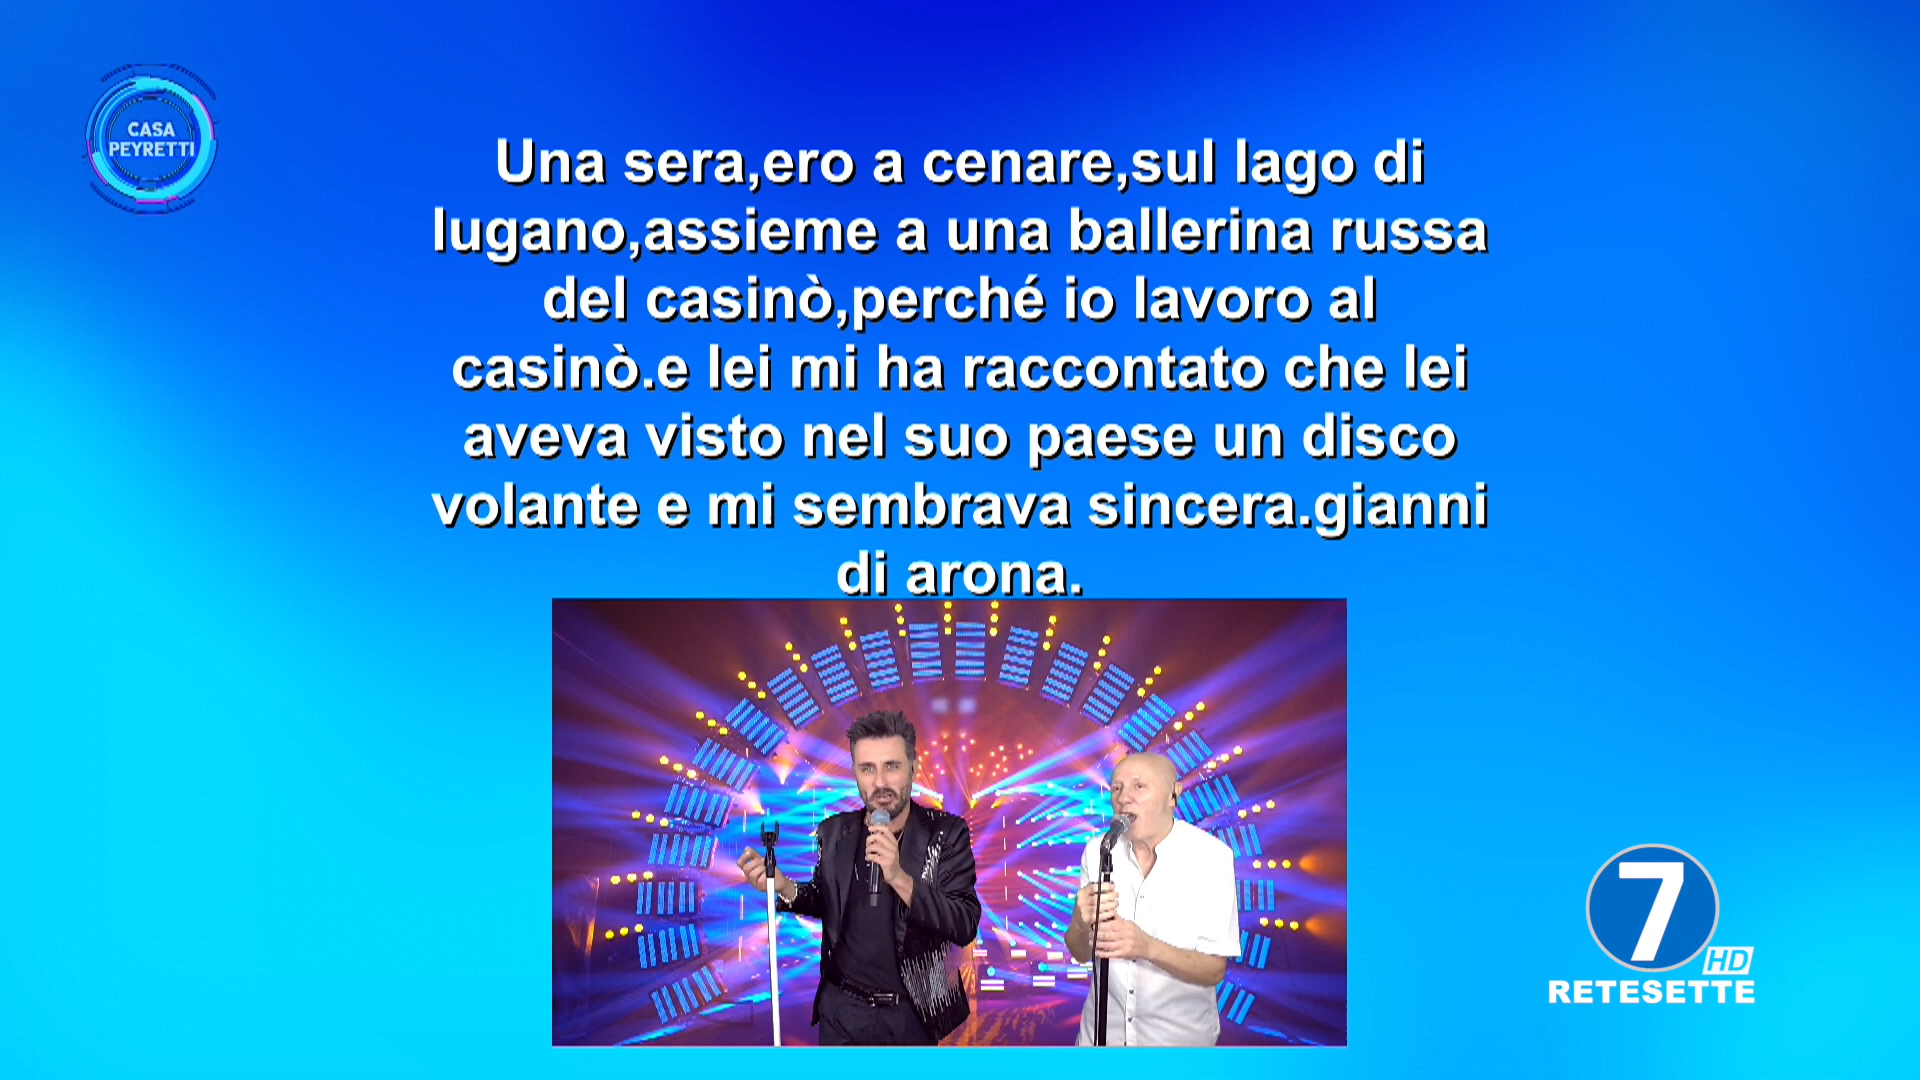 CASA
PEYRETTI
Una sera,ero a cenare,sul lago di
lugano,assieme a una ballerina russa
del casinò,perché io lavoro al
casinò.e lei mi ha raccontato che lei
aveva visto nel suo paese un disco
volante e mi sembrava sincera.gianni
di arona.
7
HD
RETESETTE